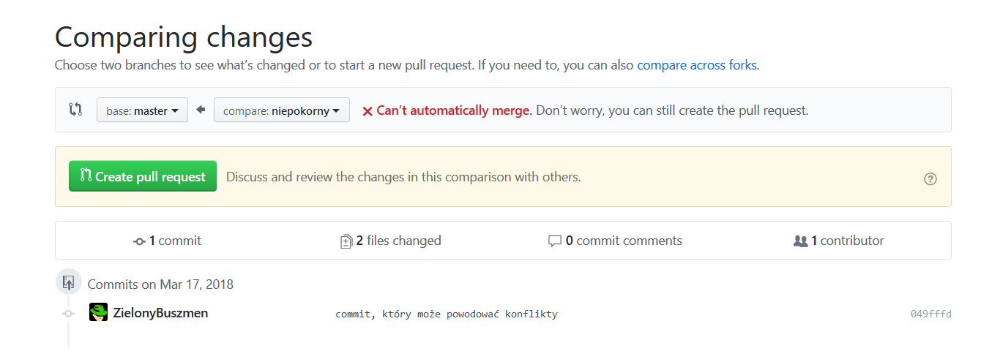 Comparing changes
Choose two branches to see what’s changed or to start a new pull request. If you need to, you can also compare across forks.
base: master compare: niepokorny Can’t automatically merge. Don’t worry, you can still create the pull request.
Create pull request Discuss and review the changes in this comparison with others.
1 commit 2 files changed 0 commit comments 1 contributor
Commits on Mar 17, 2018
ZielonyBuszmen commit, który może powodować konflikty 049fffd